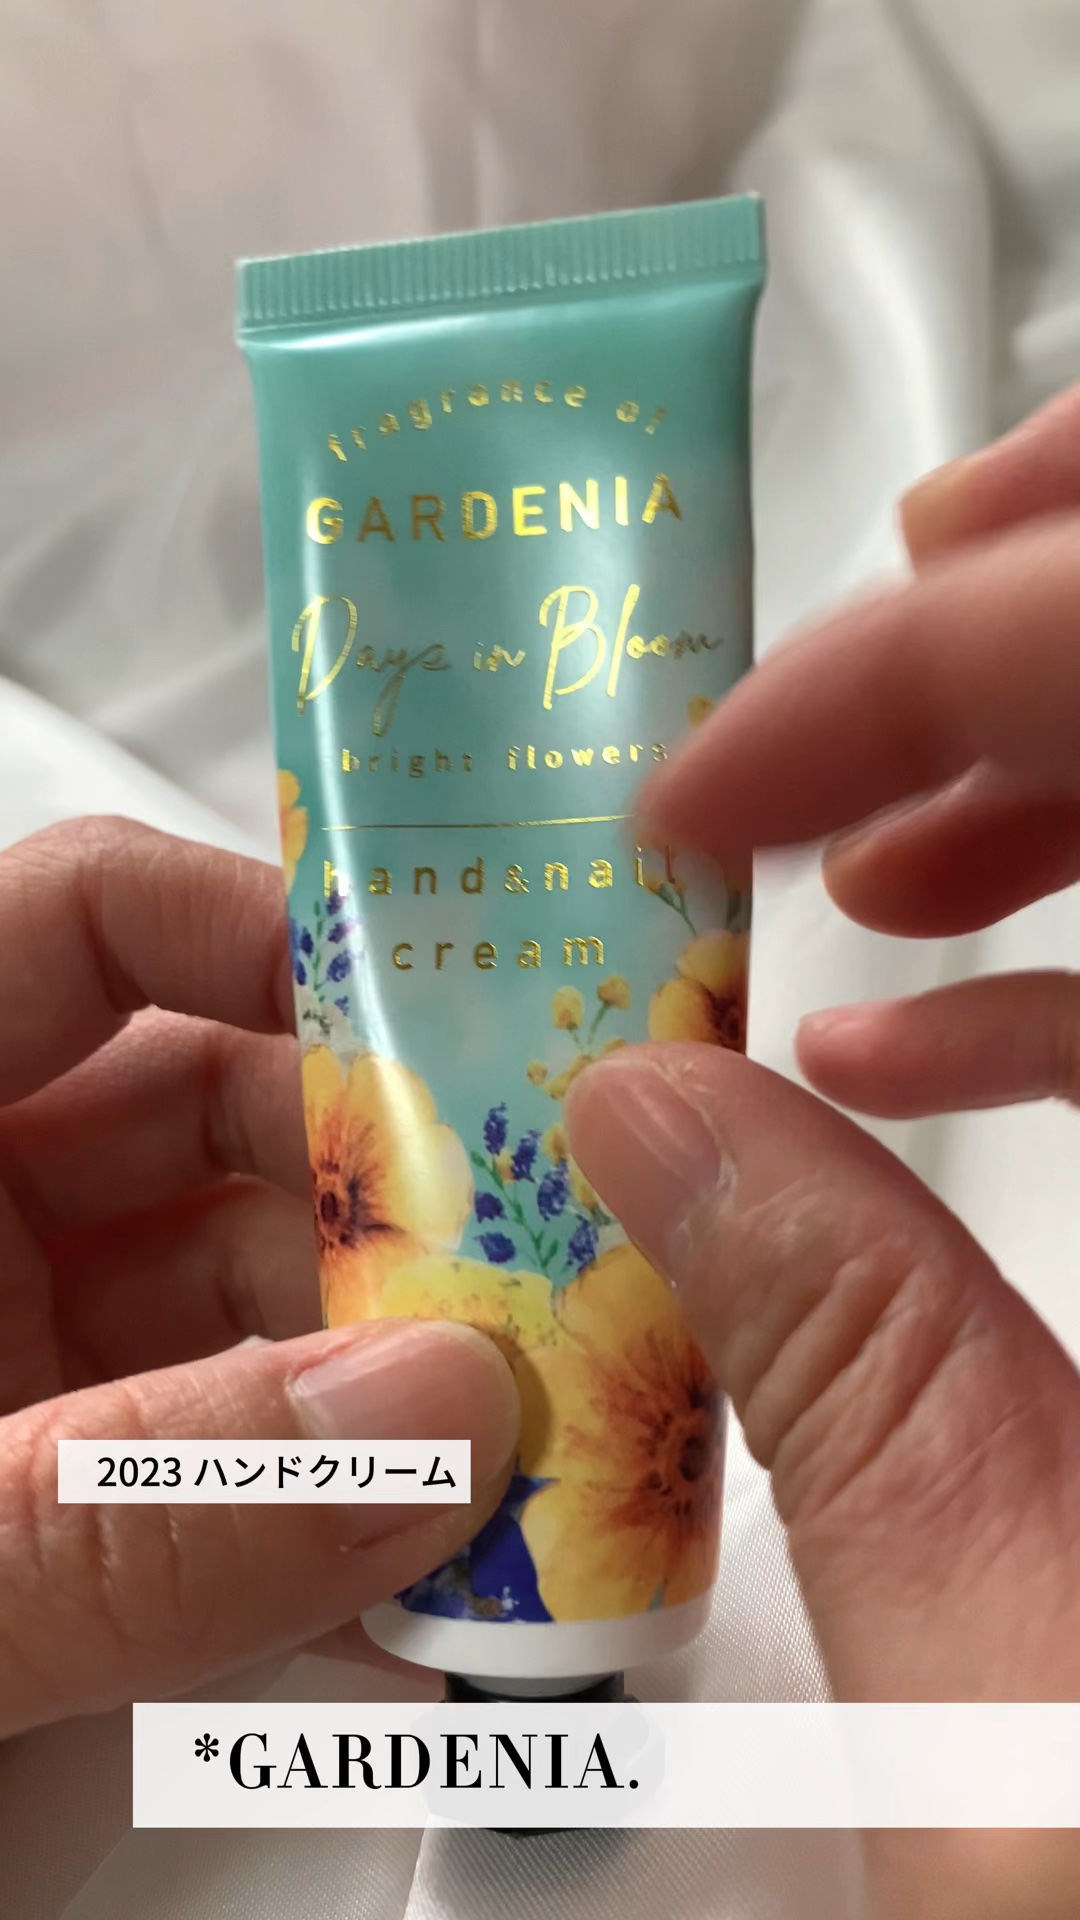 fragrance of
GARDENIA
Days in Bloom
bright flowers
hand&nail
cream
2023 ハンドクリーム
*GARDENIA.